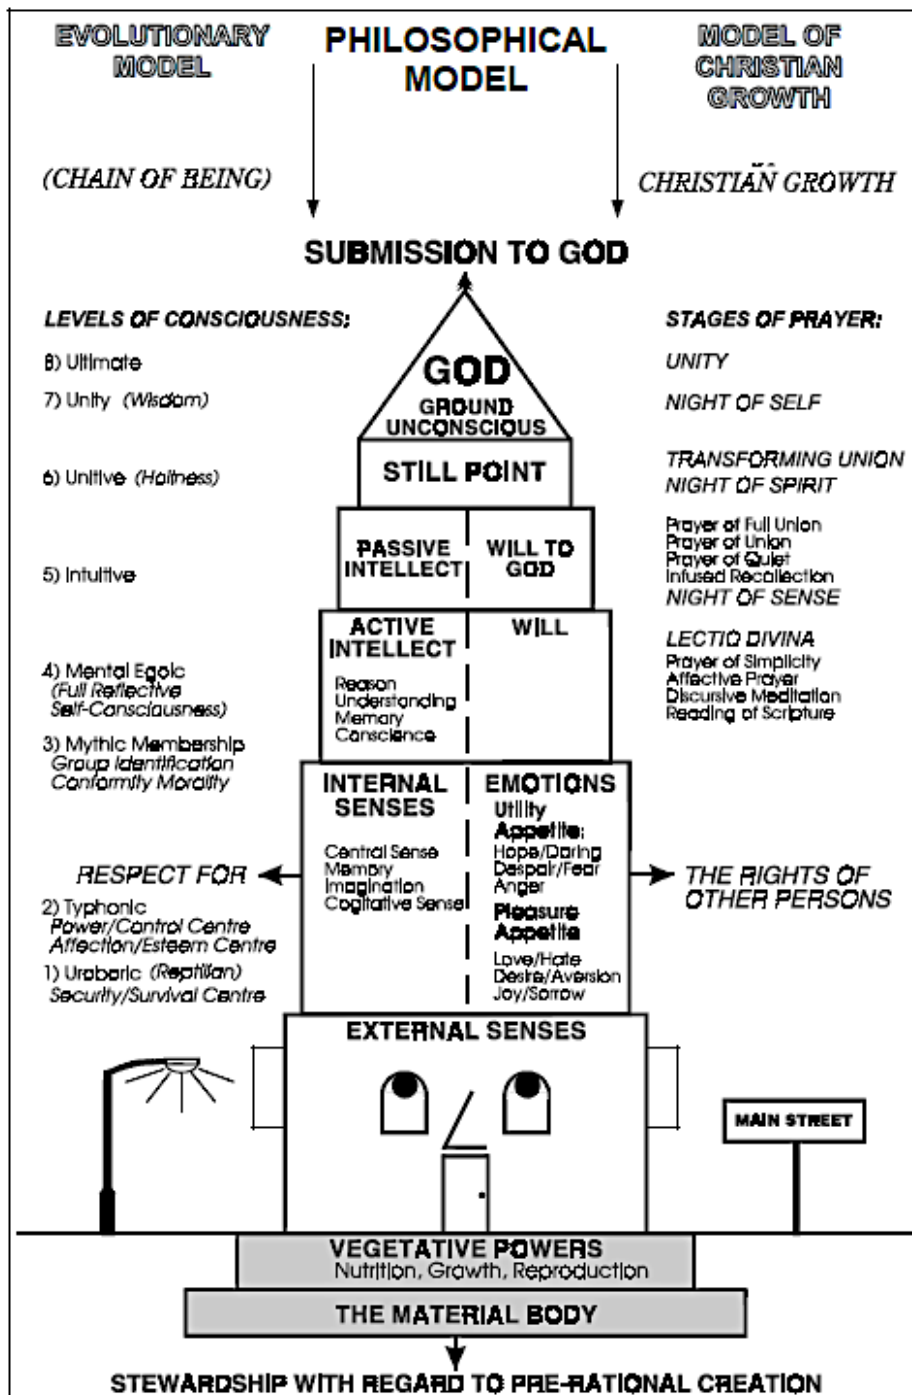 EVOLUTIONARY
MODEL
PHILOSOPHICAL
MODEL
MODEL OF
CHRISTIAN
GROWTH
(CHAIN OF BEING)
CHRISTIAN GROWTH
SUBMISSION TO GOD
LEVELS OF CONSCIOUSNESS:
8) Ultimate
7) Unity (Wisdom)
6) Unitive (Haitness)
5) Intuitive
4) Mental Egoic
(Full Reflective
Self-Consciousness)
3) Mythic Membership
Group Identification
Conformity Morality
RESPECT FOR
2) Typhonic
Power/Control Centre
Affection/Esteem Centre
1) Uroboric (Reptilian)
Security/Survival Centre
GOD
GROUND
UNCONSCIOUS
STILL POINT
PASSIVE
INTELLECT
WILL TO
GOD
ACTIVE
INTELLECT
Reason
Understanding
Memory
Conscience
WILL
INTERNAL
SENSES
Central Sense
Memory
Imagination
Cogitative Sense
EMOTIONS
Utility
Appetite:
Hope/Daring
Despair/Fear
Anger
Pleasure
Appetite
Love/Hate
Desire/Aversion
Joy/Sorrow
STAGES OF PRAYER:
UNITY
NIGHT OF SELF
TRANSFORMING UNION
NIGHT OF SPIRIT
Prayer of Full Union
Prayer of Union
Prayer of Quiet
Infused Recollection
NIGHT OF SENSE
LECTIO DIVINA
Prayer of Simplicity
Affective Prayer
Discursive Meditation
Reading of Scripture
THE RIGHTS OF
OTHER PERSONS
EXTERNAL SENSES
MAIN STREET
VEGETATIVE POWERS
Nutrition, Growth, Reproduction
THE MATERIAL BODY
STEWARDSHIP WITH REGARD TO PRE-RATIONAL CREATION